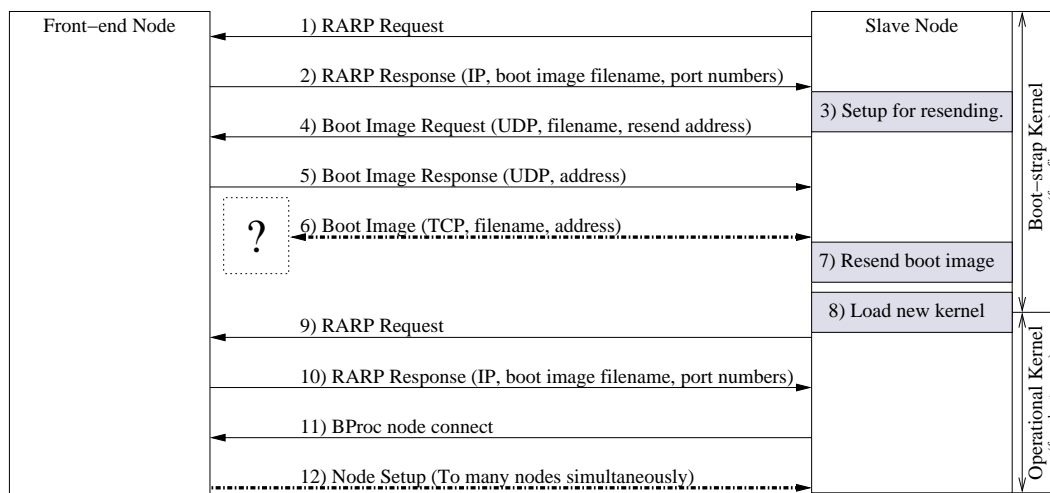 Front−end Node
Slave Node
1) RARP Request
2) RARP Response (IP, boot image filename, port numbers)
3) Setup for resending.
4) Boot Image Request (UDP, filename, resend address)
5) Boot Image Response (UDP, address)
?
6) Boot Image (TCP, filename, address)
7) Resend boot image
8) Load new kernel
9) RARP Request
10) RARP Response (IP, boot image filename, port numbers)
11) BProc node connect
12) Node Setup (To many nodes simultaneously)
Boot−strap Kernel
Operational Kernel